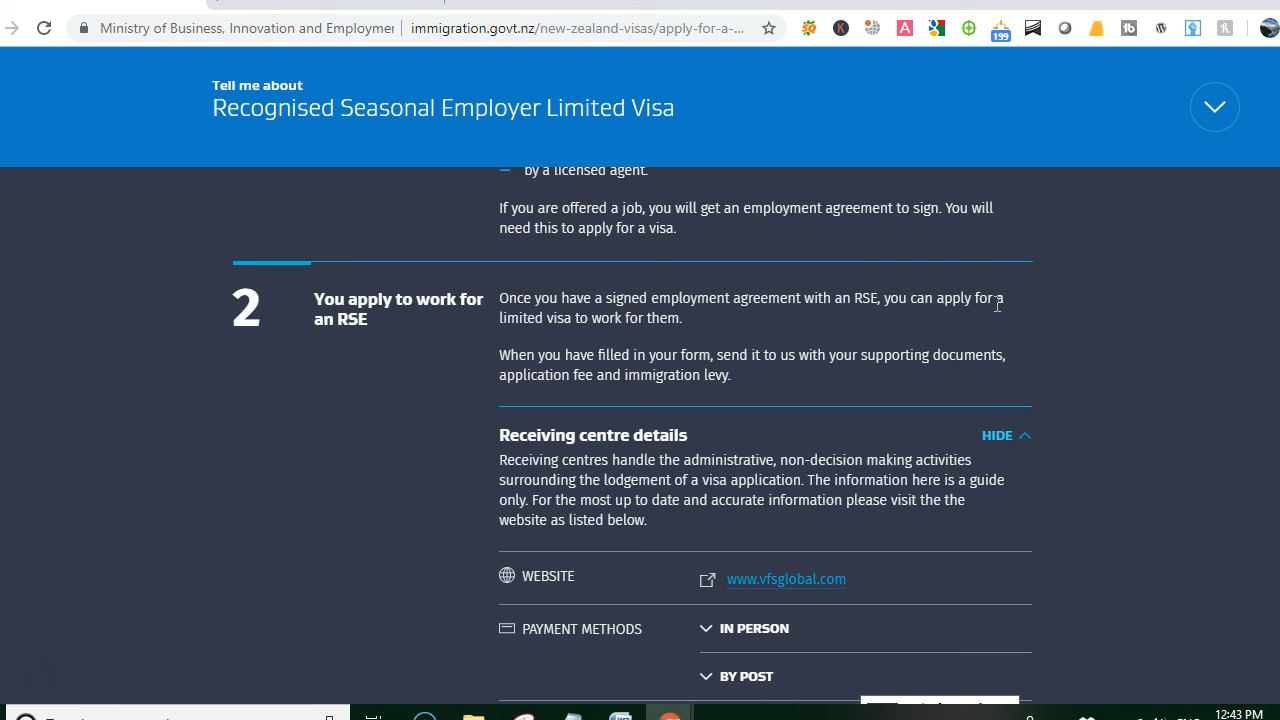 Ministry of Business, Innovation and Employmer
immigration.govt.nz/new-zealand-visas/apply-for-a-...
199
Tell me about
Recognised Seasonal Employer Limited Visa
– by a licensed agent.
If you are offered a job, you will get an employment agreement to sign. You will
need this to apply for a visa.
2
You apply to work for
an RSE
Once you have a signed employment agreement with an RSE, you can apply for a
limited visa to work for them.
When you have filled in your form, send it to us with your supporting documents,
application fee and immigration levy.
Receiving centre details
HIDE
Receiving centres handle the administrative, non-decision making activities
surrounding the lodgement of a visa application. The information here is a guide
only. For the most up to date and accurate information please visit the the
website as listed below.
WEBSITE
www.vfsglobal.com
PAYMENT METHODS
IN PERSON
BY POST
12:43 PM